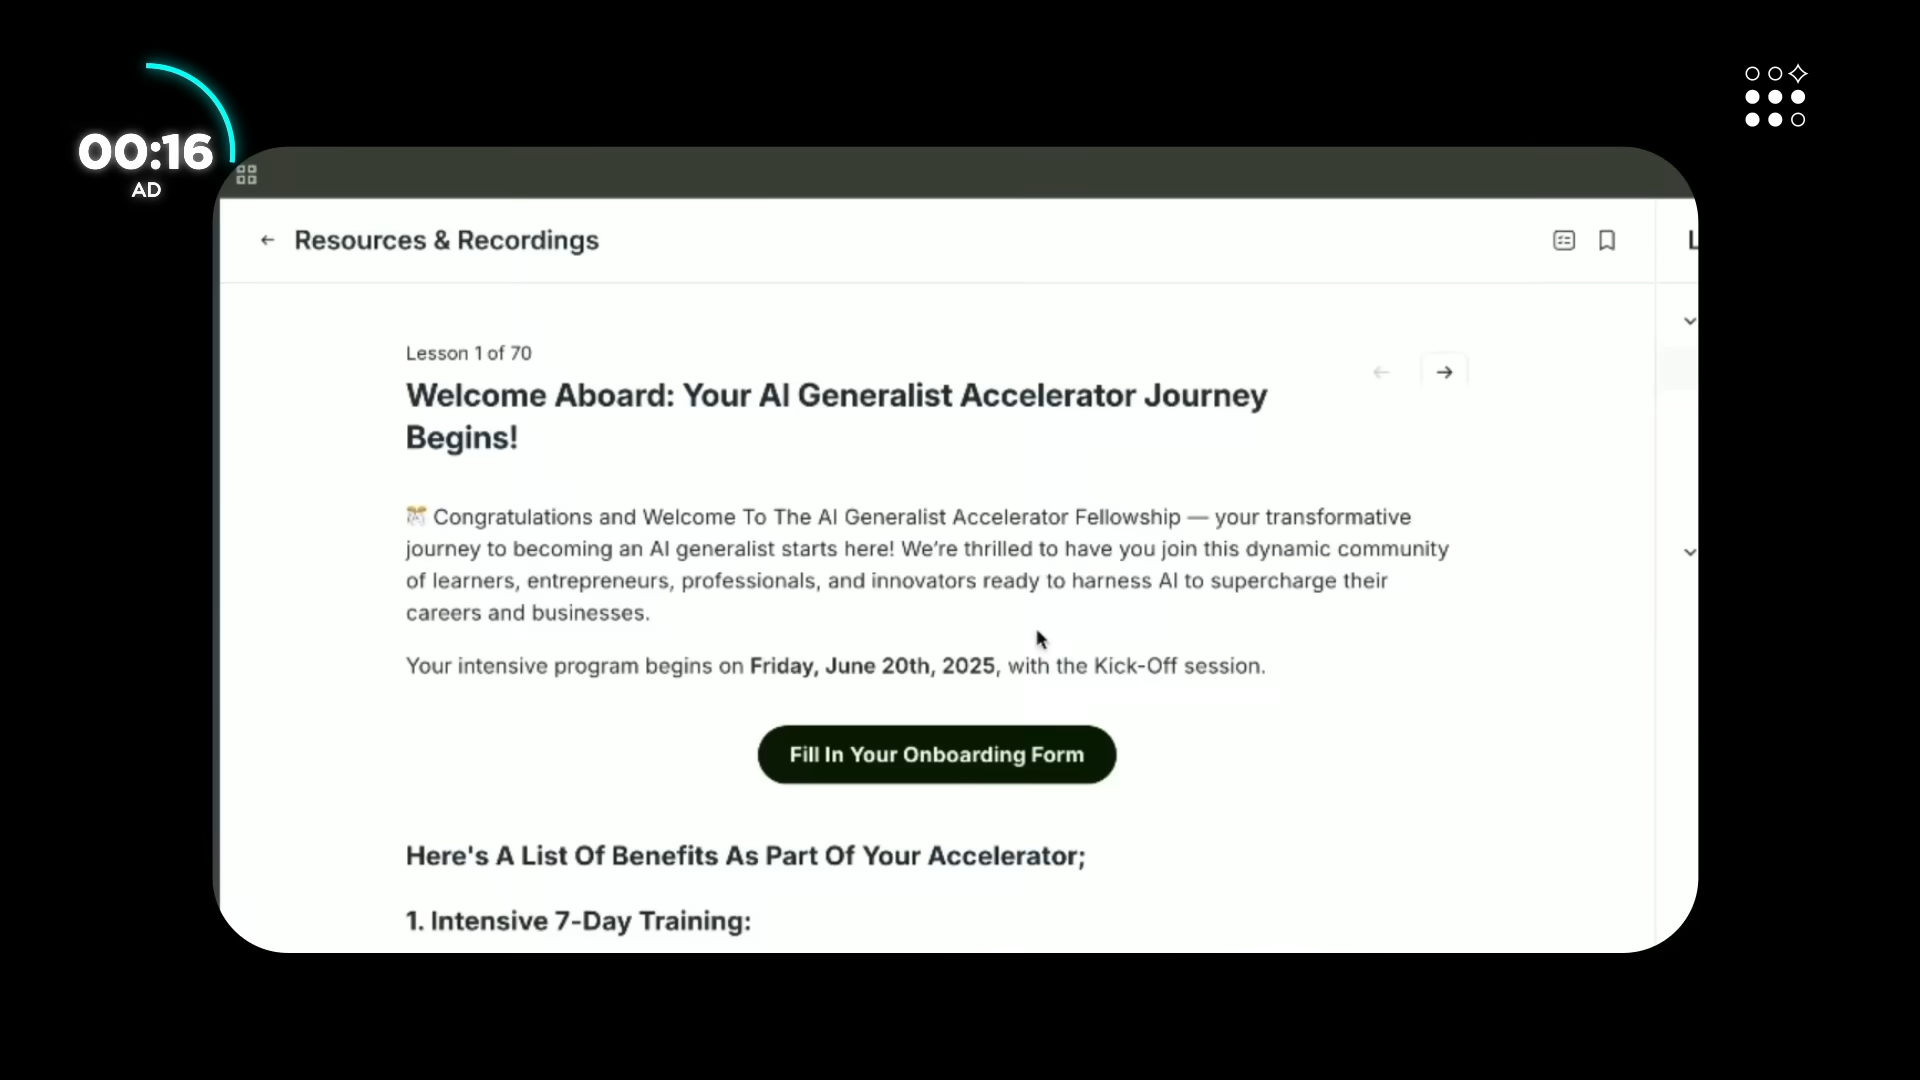 00:16
AD
Resources & Recordings
L
Lesson 1 of 70
Welcome Aboard: Your AI Generalist Accelerator Journey
Begins!
Congratulations and Welcome To The AI Generalist Accelerator Fellowship — your transformative
journey to becoming an AI generalist starts here! We’re thrilled to have you join this dynamic community
of learners, entrepreneurs, professionals, and innovators ready to harness AI to supercharge their
careers and businesses.
Your intensive program begins on Friday, June 20th, 2025, with the Kick-Off session.
Fill In Your Onboarding Form
Here's A List Of Benefits As Part Of Your Accelerator;
1. Intensive 7-Day Training: